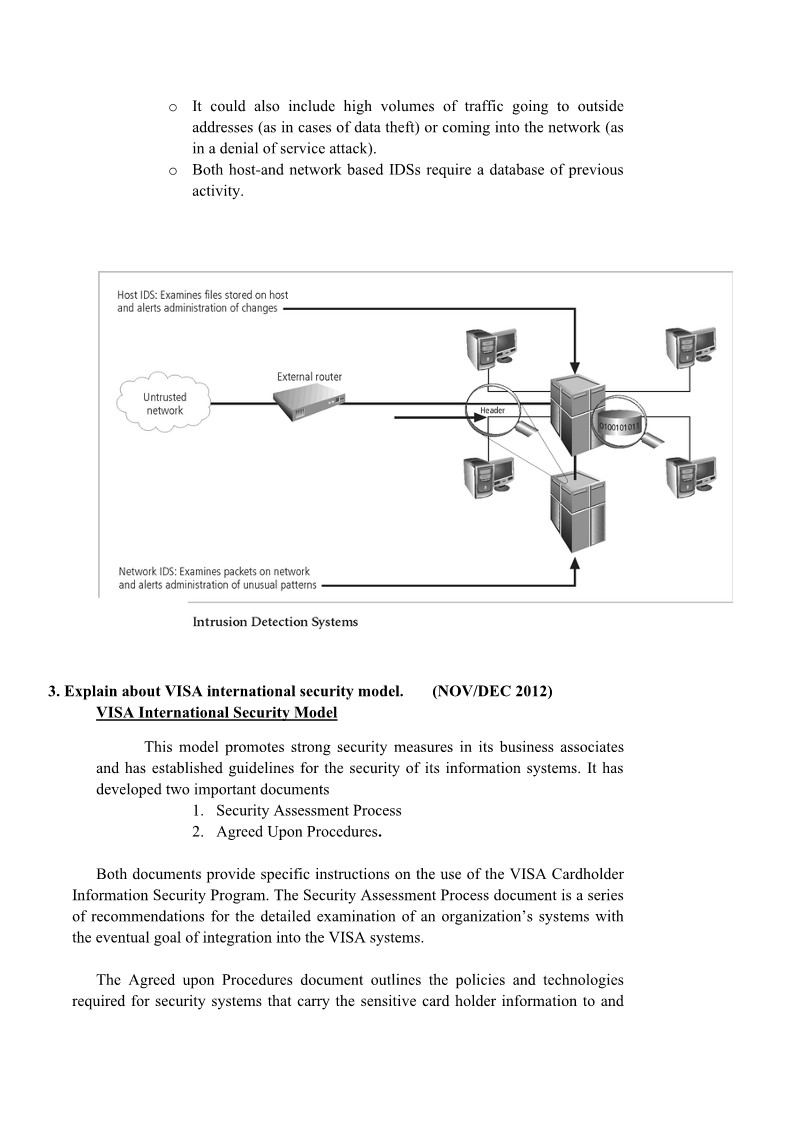 o It could also include high volumes of traffic going to outside
addresses (as in cases of data theft) or coming into the network (as
in a denial of service attack).
o Both host-and network based IDSs require a database of previous
activity.
Host IDS: Examines files stored on host
and alerts administration of changes
External router
Untrusted
network
Header
0100101011
Network IDS: Examines packets on network
and alerts administration of unusual patterns
Intrusion Detection Systems
3. Explain about VISA international security model. (NOV/DEC 2012)
VISA International Security Model
This model promotes strong security measures in its business associates
and has established guidelines for the security of its information systems. It has
developed two important documents
1. Security Assessment Process
2. Agreed Upon Procedures.
Both documents provide specific instructions on the use of the VISA Cardholder
Information Security Program. The Security Assessment Process document is a series
of recommendations for the detailed examination of an organization’s systems with
the eventual goal of integration into the VISA systems.
The Agreed upon Procedures document outlines the policies and technologies
required for security systems that carry the sensitive card holder information to and